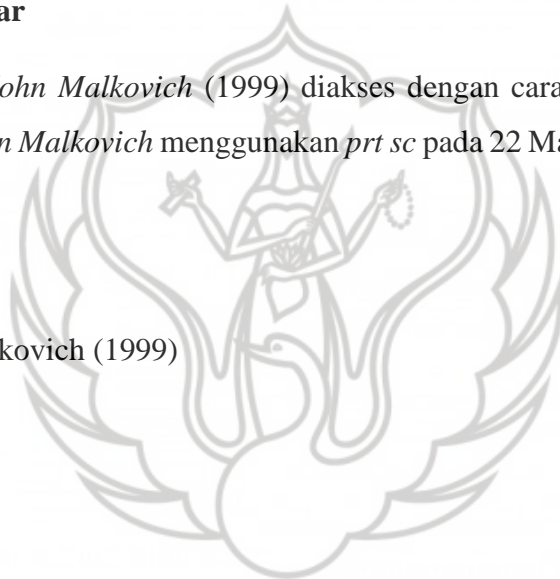 ar
ohn Malkovich (1999) diakses dengan cara
n Malkovich menggunakan prt sc pada 22 Ma
kovich (1999)